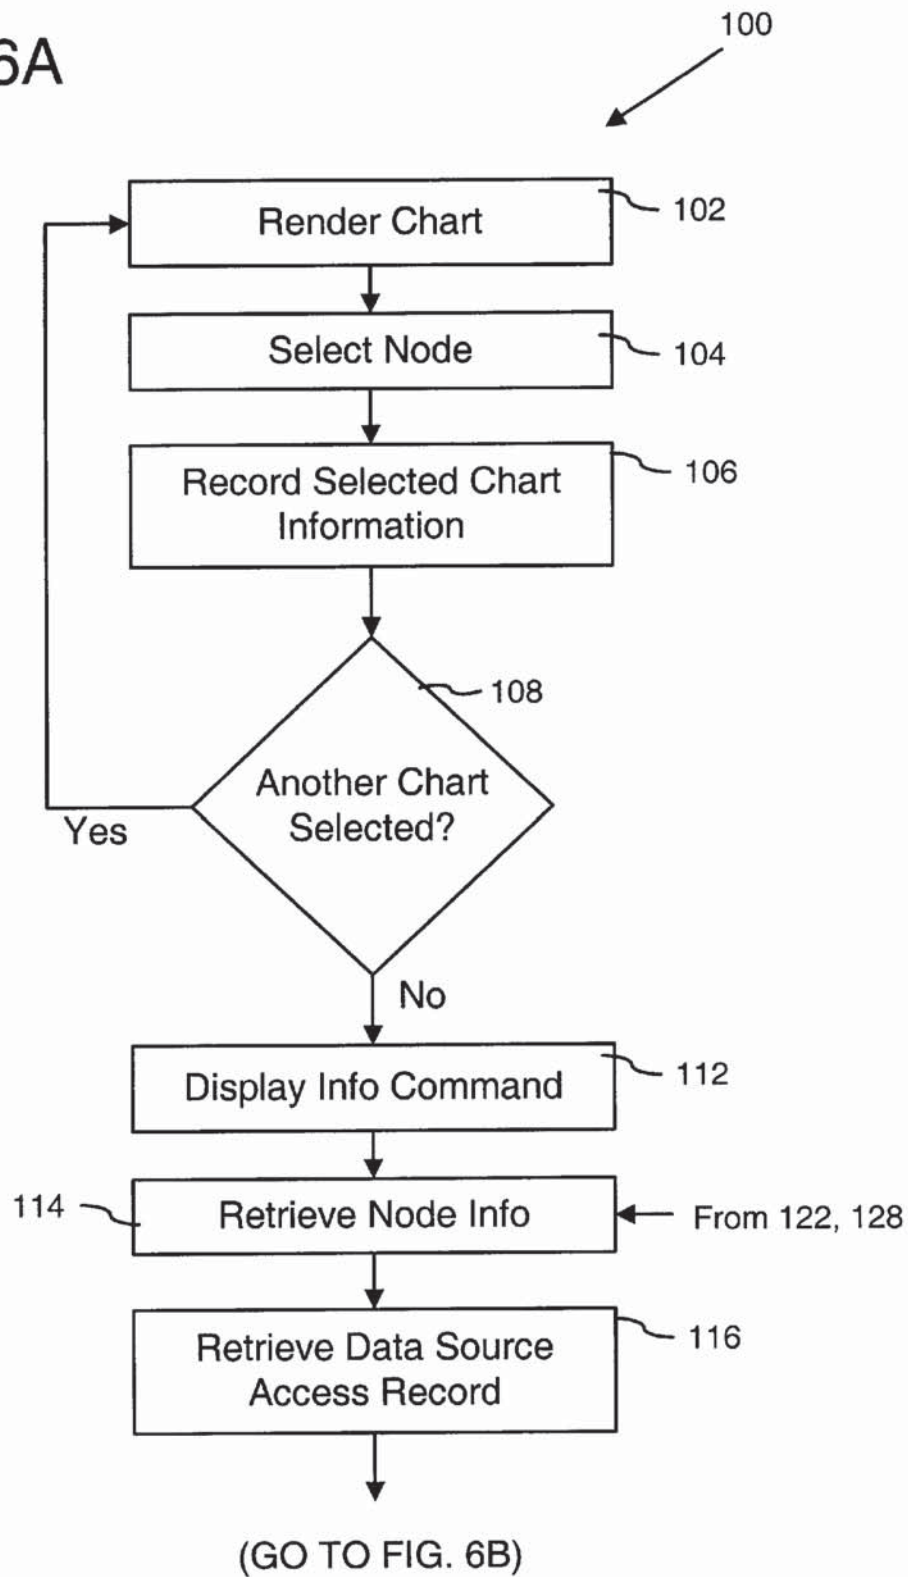 6A
100
Render Chart
102
Select Node
104
Record Selected Chart
Information
106
108
Another Chart
Selected?
Yes
No
Display Info Command
112
114
Retrieve Node Info
From 122, 128
Retrieve Data Source
Access Record
116
(GO TO FIG. 6B)